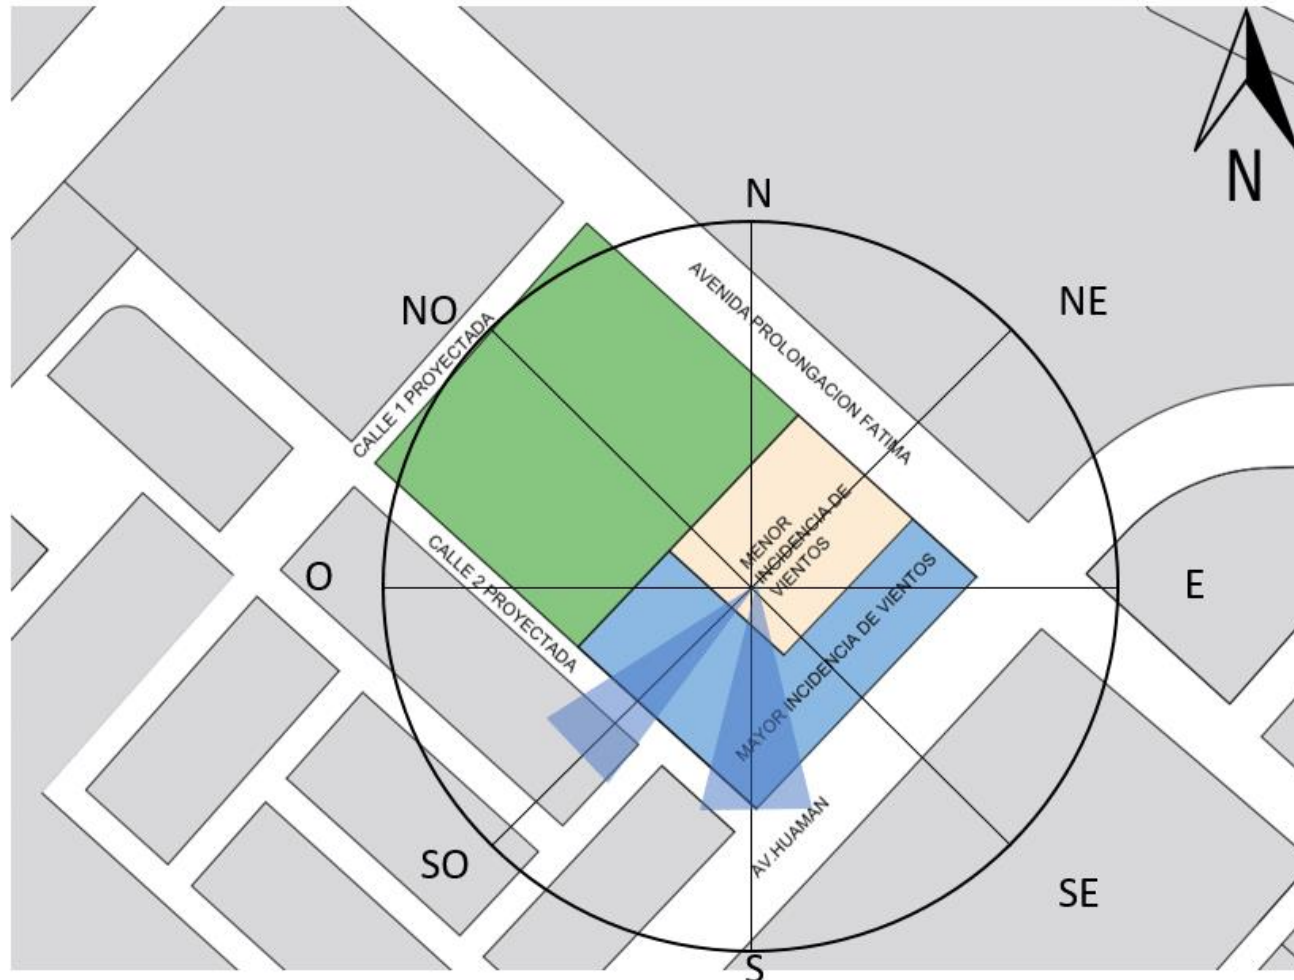 N
N
NO
NE
AVENIDA PROLONGACION FATIMA
CALLE 1 PROYECTADA
MENOR
INCIDENCIA DE
VIENTOS
O
E
CALLE 2 PROYECTADA
MAYOR INCIDENCIA DE VIENTOS
AV.HUAMAN
SO
SE
S